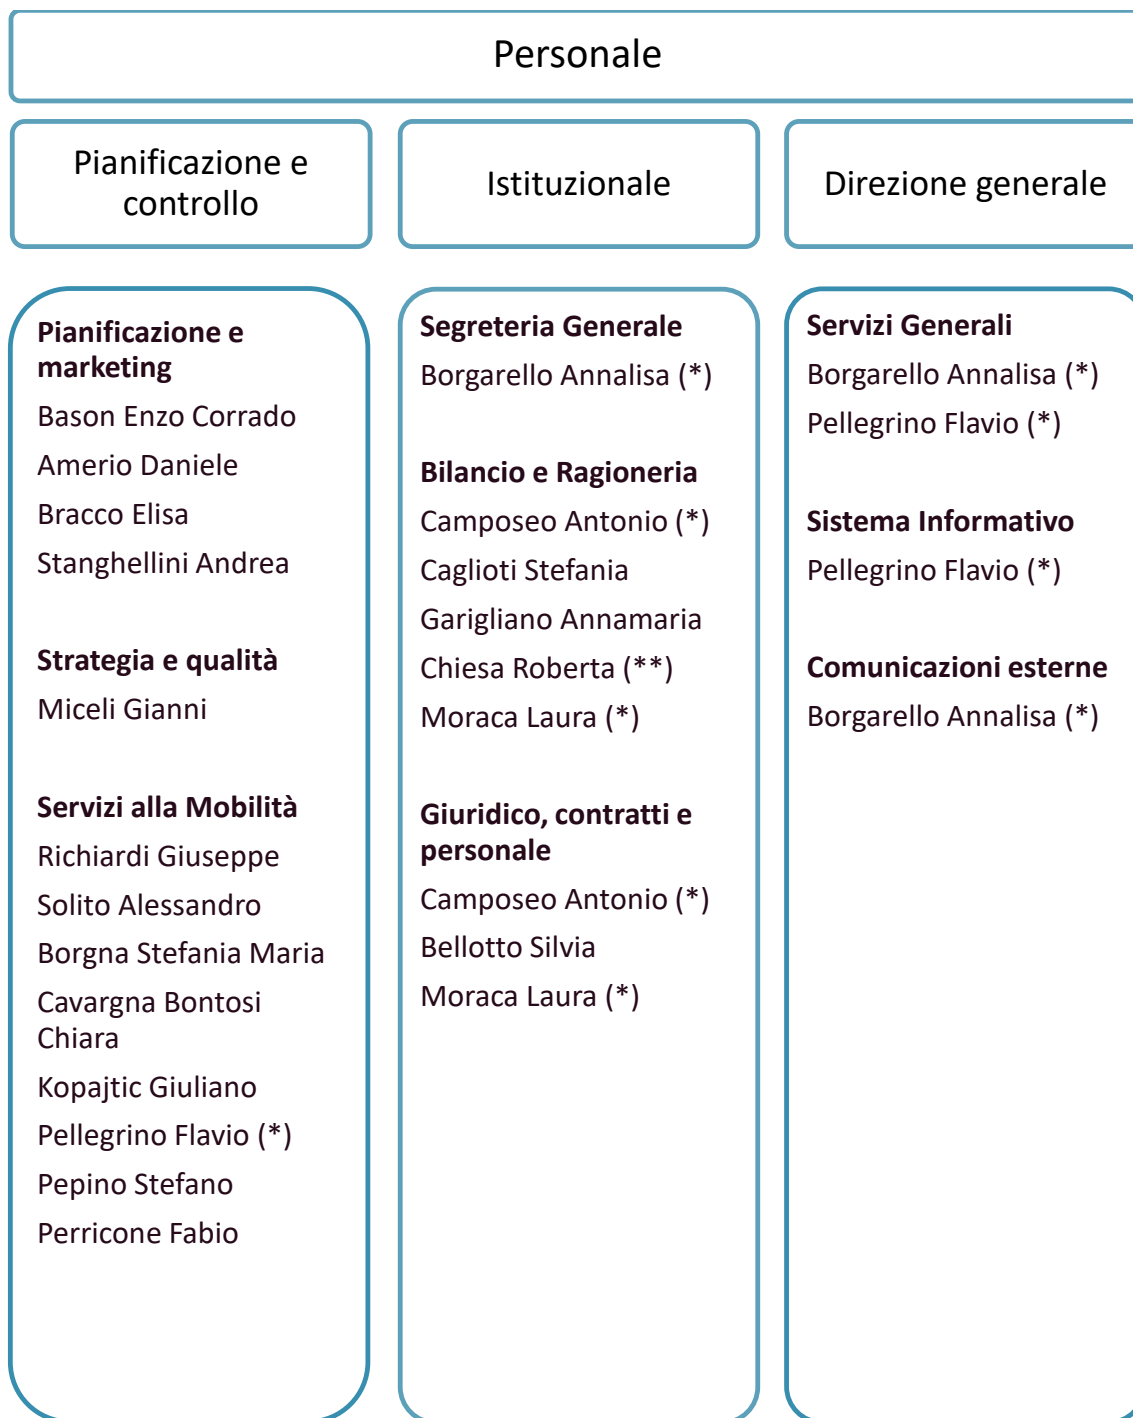 Personale
Pianificazione e
controllo
Istituzionale
Direzione generale
Pianificazione e
marketing
Bason Enzo Corrado
Amerio Daniele
Bracco Elisa
Stanghellini Andrea
Strategia e qualità
Miceli Gianni
Servizi alla Mobilità
Richiardi Giuseppe
Solito Alessandro
Borgna Stefania Maria
Cavargna Bontosi
Chiara
Kopajtic Giuliano
Pellegrino Flavio (*)
Pepino Stefano
Perricone Fabio
Segreteria Generale
Borgarello Annalisa (*)
Bilancio e Ragioneria
Camposeo Antonio (*)
Caglioti Stefania
Garigliano Annamaria
Chiesa Roberta (**)
Moraca Laura (*)
Giuridico, contratti e
personale
Camposeo Antonio (*)
Bellotto Silvia
Moraca Laura (*)
Servizi Generali
Borgarello Annalisa (*)
Pellegrino Flavio (*)
Sistema Informativo
Pellegrino Flavio (*)
Comunicazioni esterne
Borgarello Annalisa (*)